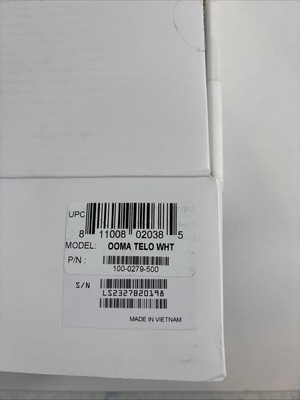 UPC
8 11008 02038 5
MODEL: OOMA TELO WHT
P/N :
100-0279-500
S/N
LS2327B20198
MADE IN VIETNAM